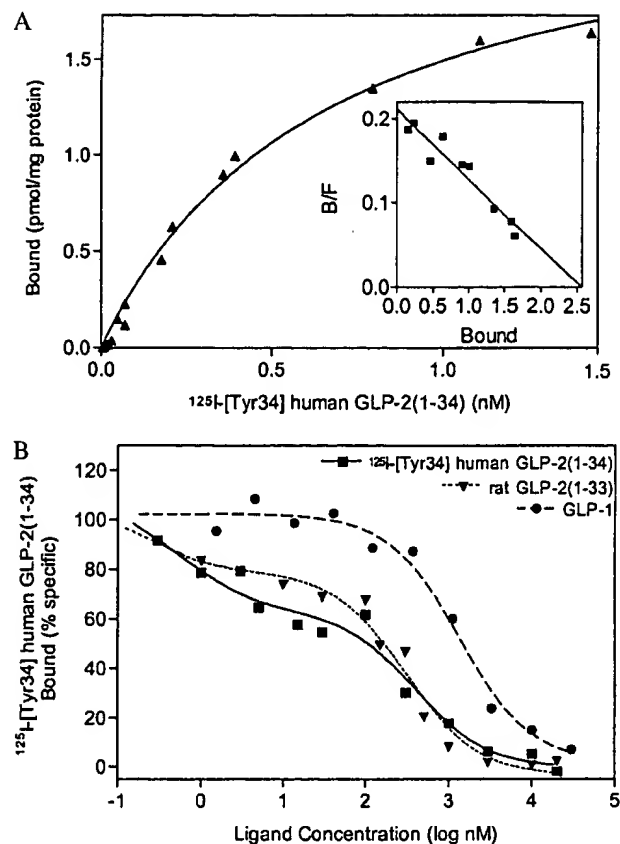 A
Bound (pmol/mg protein)
1.5
1.0
0.5
0.0
0.0 0.5 1.0 1.5
¹²⁵I-[Tyr34] human GLP-2(1-34) (nM)
B/F
0.2
0.1
0.0
0.0 0.5 1.0 1.5 2.0 2.5
Bound
B
¹²⁵I-[Tyr34] human GLP-2(1-34)
Bound (% specific)
120
100
80
60
40
20
0
-1 0 1 2 3 4 5
Ligand Concentration (log nM)
¹²⁵I-[Tyr34] human GLP-2(1-34)
rat GLP-2(1-33)
GLP-1